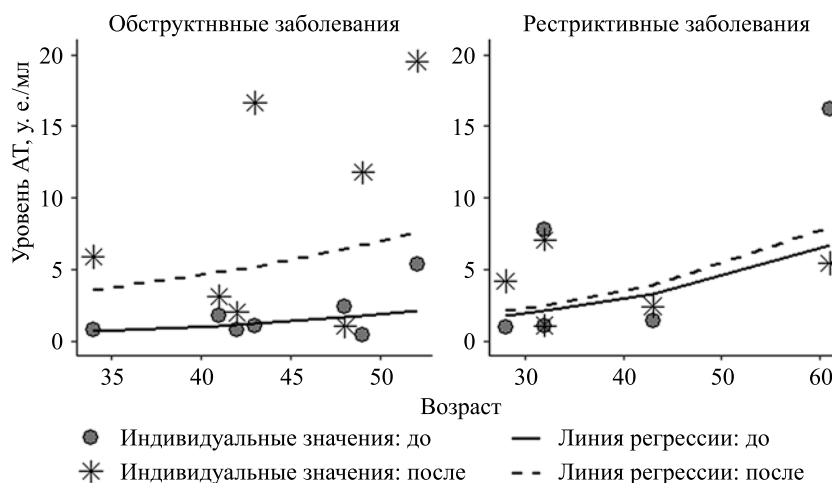 Обструктнвные заболевания
Рестриктивные заболевания
Уровень АТ, у. е./мл
20
15
10
5
0
35
40
45
50
20
15
10
5
0
30
40
50
60
Возраст
Индивидуальные значения: до
Линия регрессии: до
Индивидуальные значения: после
Линия регрессии: после